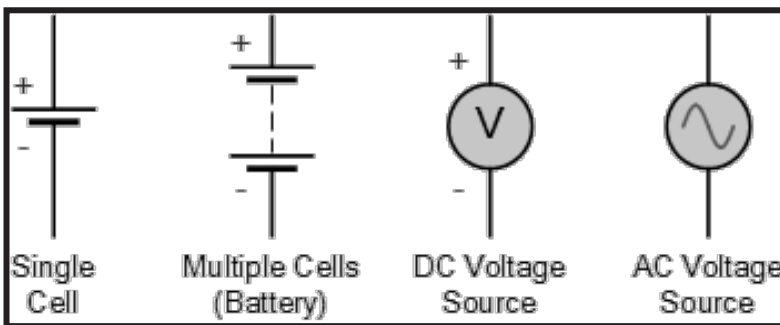 +
-
Single
Cell
+
-
Multiple Cells
(Battery)
+
V
-
DC Voltage
Source
AC Voltage
Source